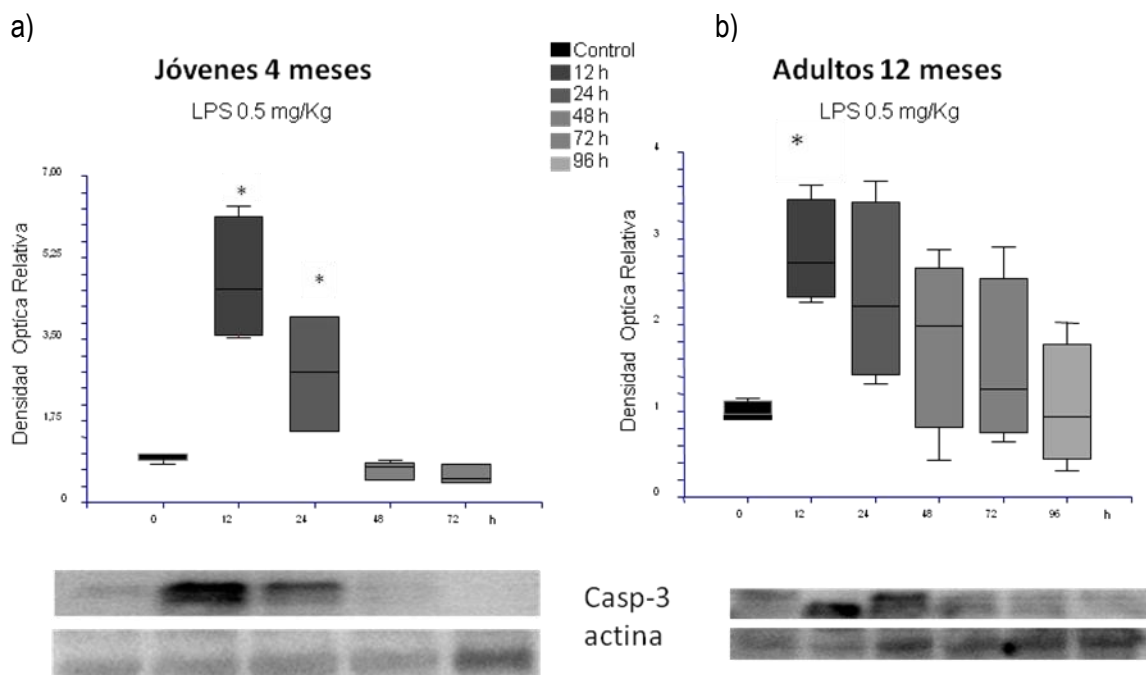 a)
Jóvenes 4 meses
LPS 0.5 mg/Kg
Densidad Optíca Relativa
7,00
5,25
3,50
1,75
0
*
*
0 12 24 48 72 h
Control
12 h
24 h
48 h
72 h
96 h
b)
Adultos 12 meses
LPS 0.5 mg/Kg
Densidad Optíca Relativa
4
3
2
1
0
*
0 12 24 48 72 96 h
Casp-3
actina